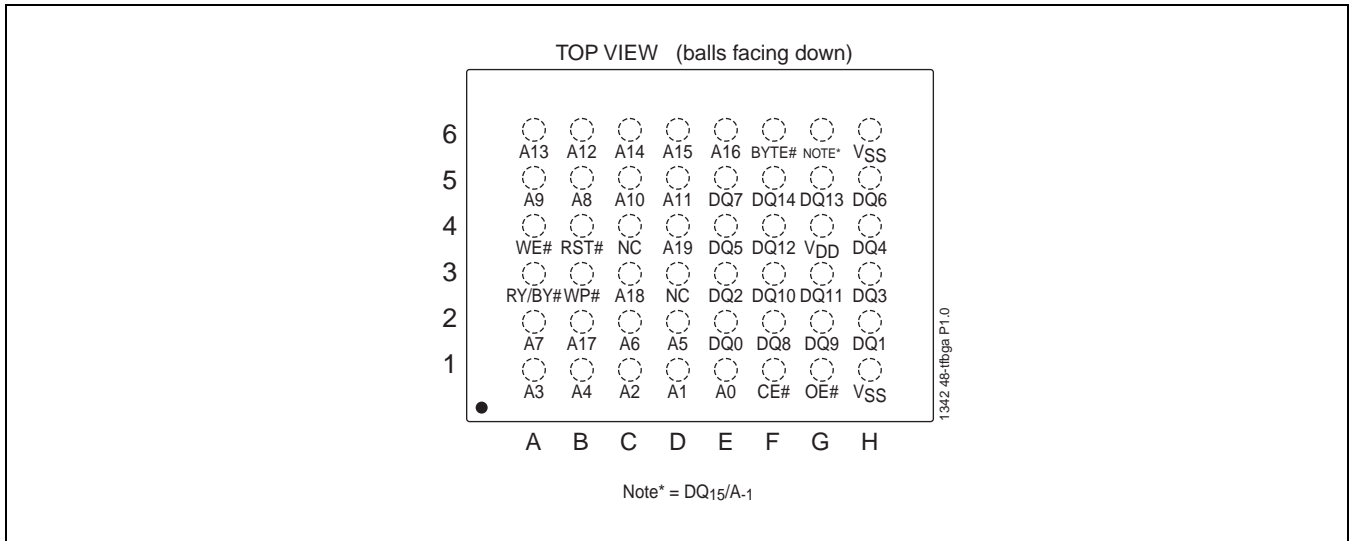 TOP VIEW (balls facing down)
6
A13 A12 A14 A15 A16 BYTE# NOTE* VSS
5
A9 A8 A10 A11 DQ7 DQ14 DQ13 DQ6
4
WE# RST# NC A19 DQ5 DQ12 VDD DQ4
3
RY/BY# WP# A18 NC DQ2 DQ10 DQ11 DQ3
2
A7 A17 A6 A5 DQ0 DQ8 DQ9 DQ1
1
A3 A4 A2 A1 A0 CE# OE# VSS
1342 48-tfbga P1.0
A B C D E F G H
Note* = DQ15/A-1